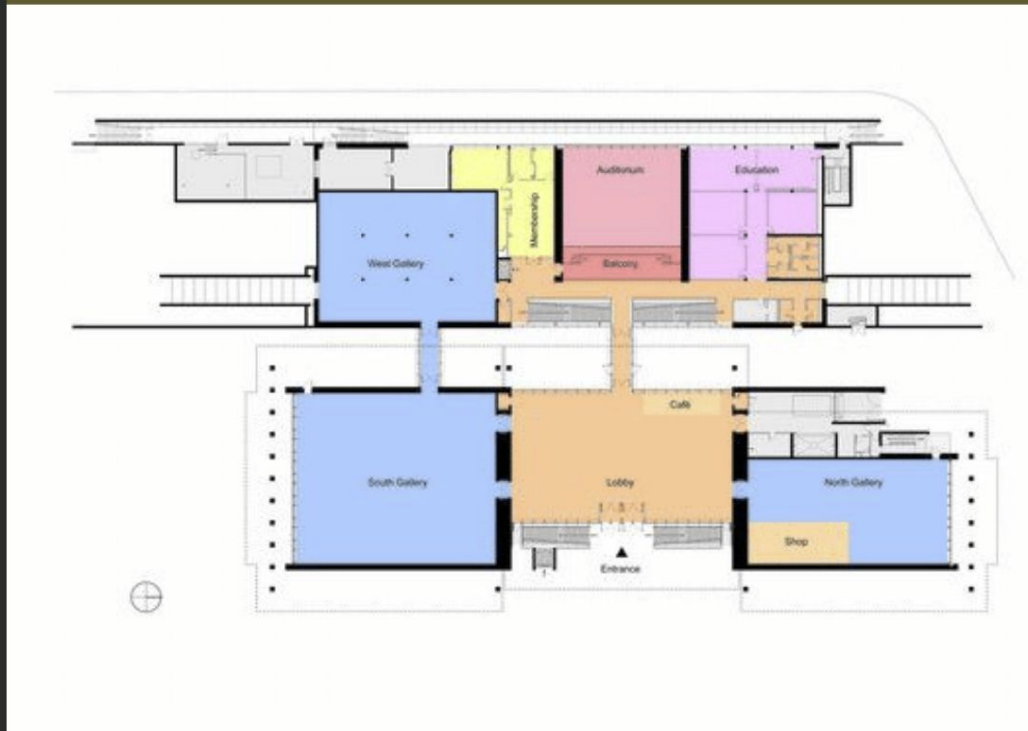 Auditorium
Education
Membership
West Gallery
Balcony
Café
South Gallery
Lobby
North Gallery
Shop
Entrance